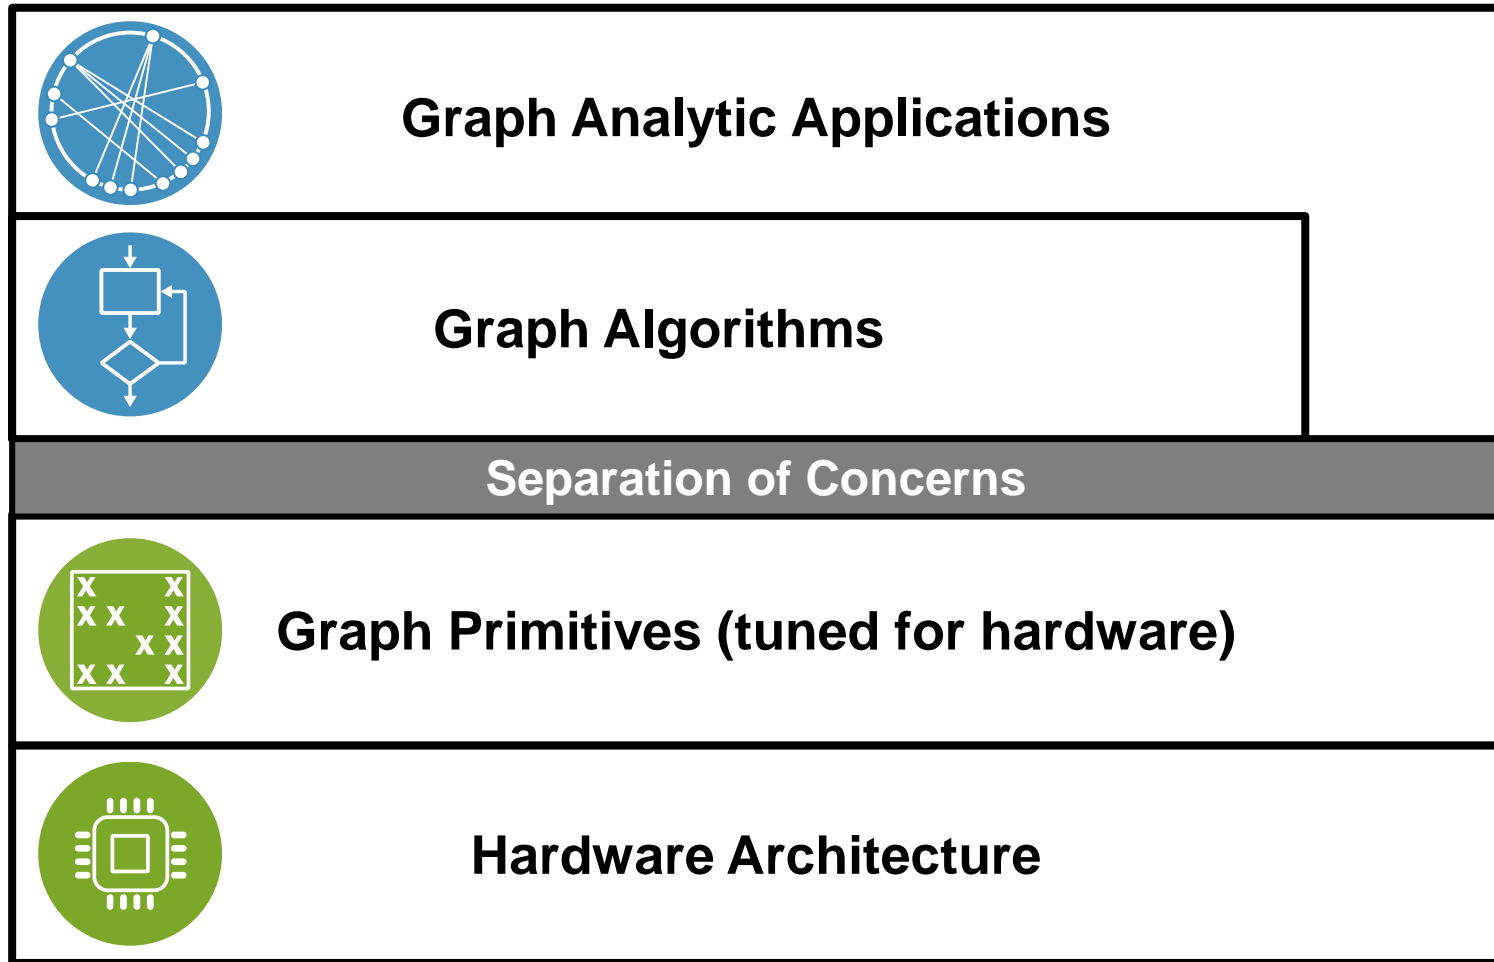 Graph Analytic Applications
Graph Algorithms
Separation of Concerns
x x
x x x
x x
x x x
Graph Primitives (tuned for hardware)
Hardware Architecture